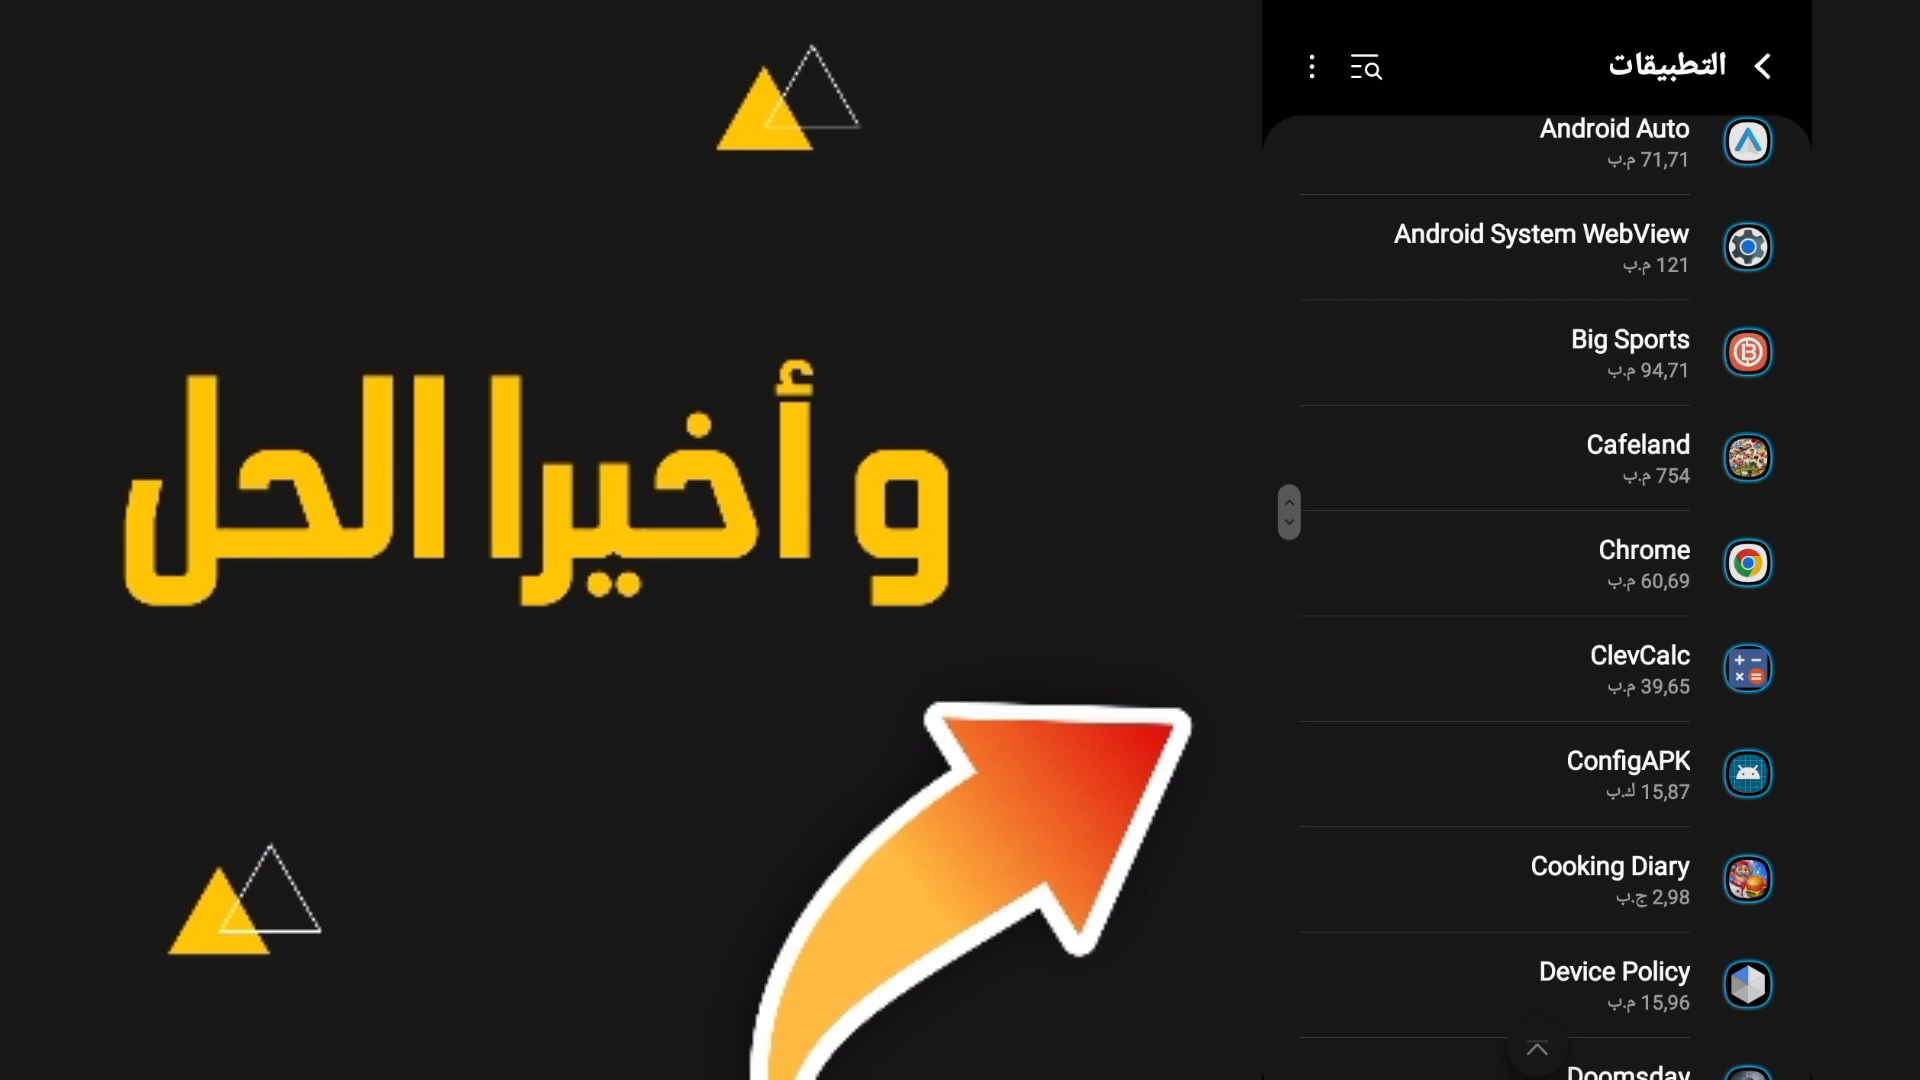 و أخيرا الحل
التطبيقات
Android Auto
71,71 م.ب
Android System WebView
121 م.ب
Big Sports
94,71 م.ب
Cafeland
754 م.ب
Chrome
60,69 م.ب
ClevCalc
39,65 م.ب
ConfigAPK
15,87 ك.ب
Cooking Diary
2,98 ج.ب
Device Policy
15,96 م.ب
Doomsday